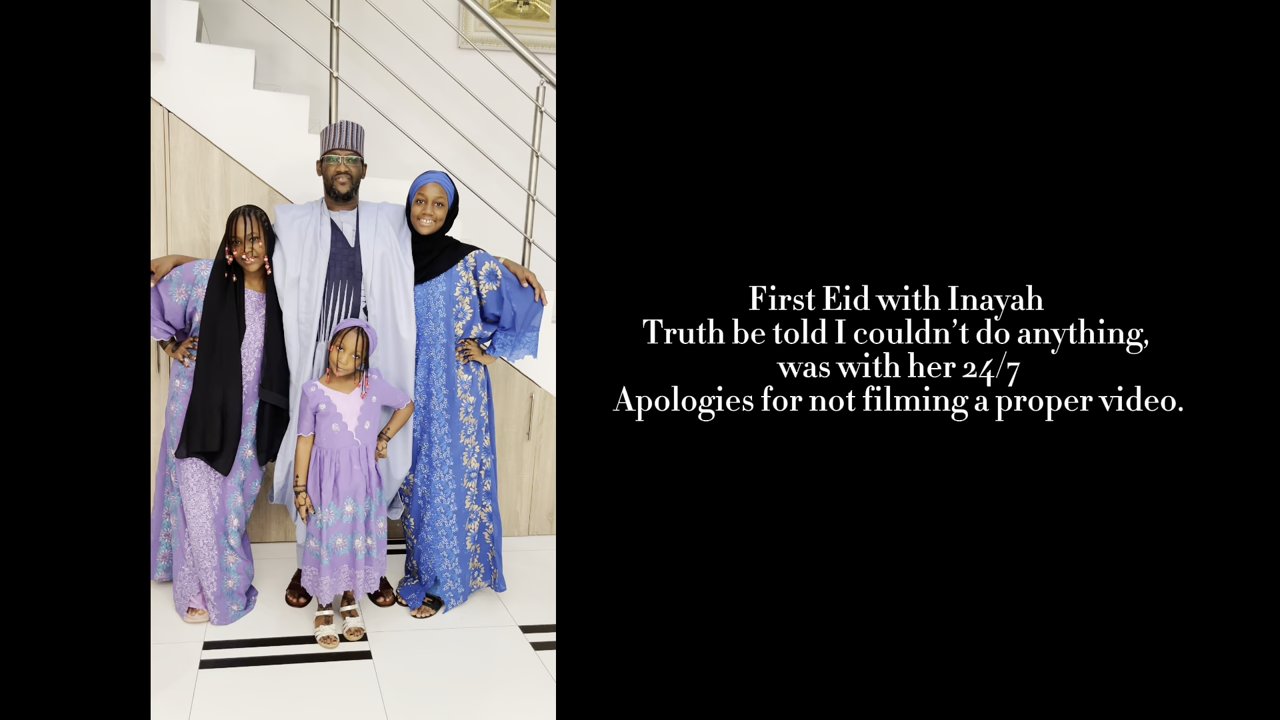 First Eid with Inayah
Truth be told I couldn’t do anything,
was with her 24/7
Apologies for not filming a proper video.